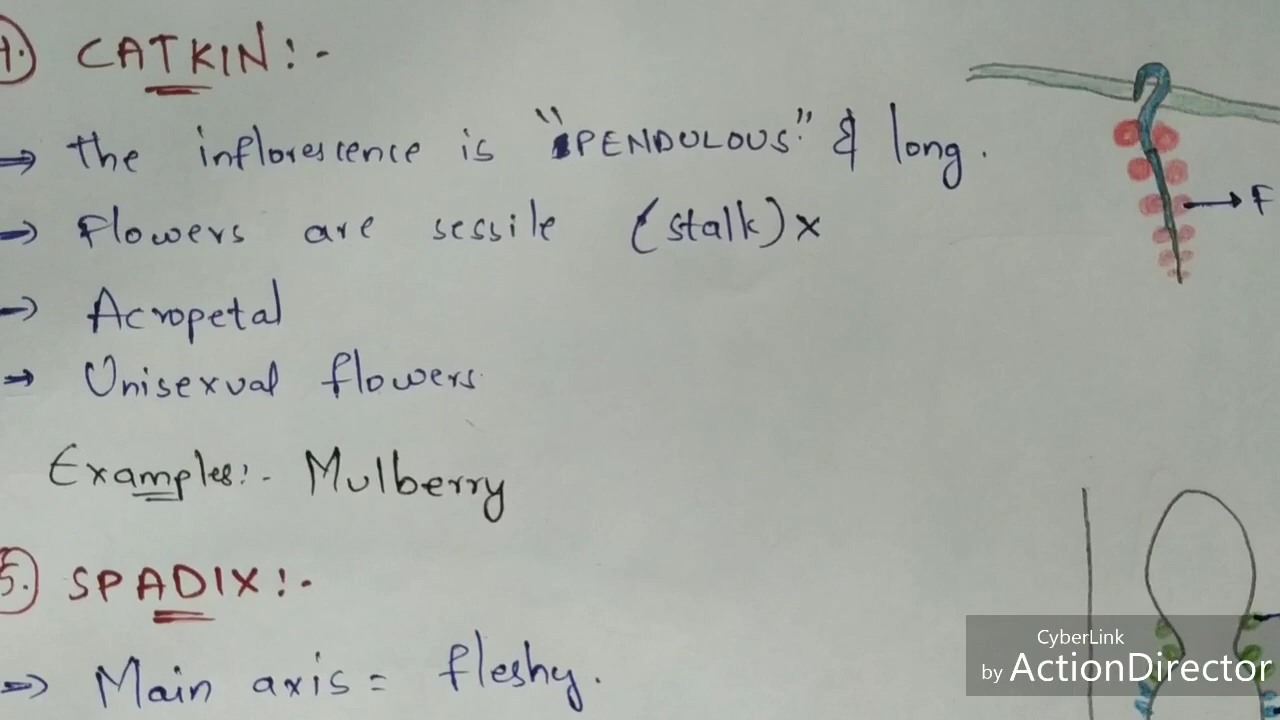 4. CATKIN:-
→ The inflorescence is "PENDULOUS" & long.
F
→ Flowers are sessile (stalk)×
→ Acropetal
→ Unisexual flowers
Examples:- Mulberry
5. SPADIX:-
→ Main axis = fleshy.
CyberLink
by ActionDirector